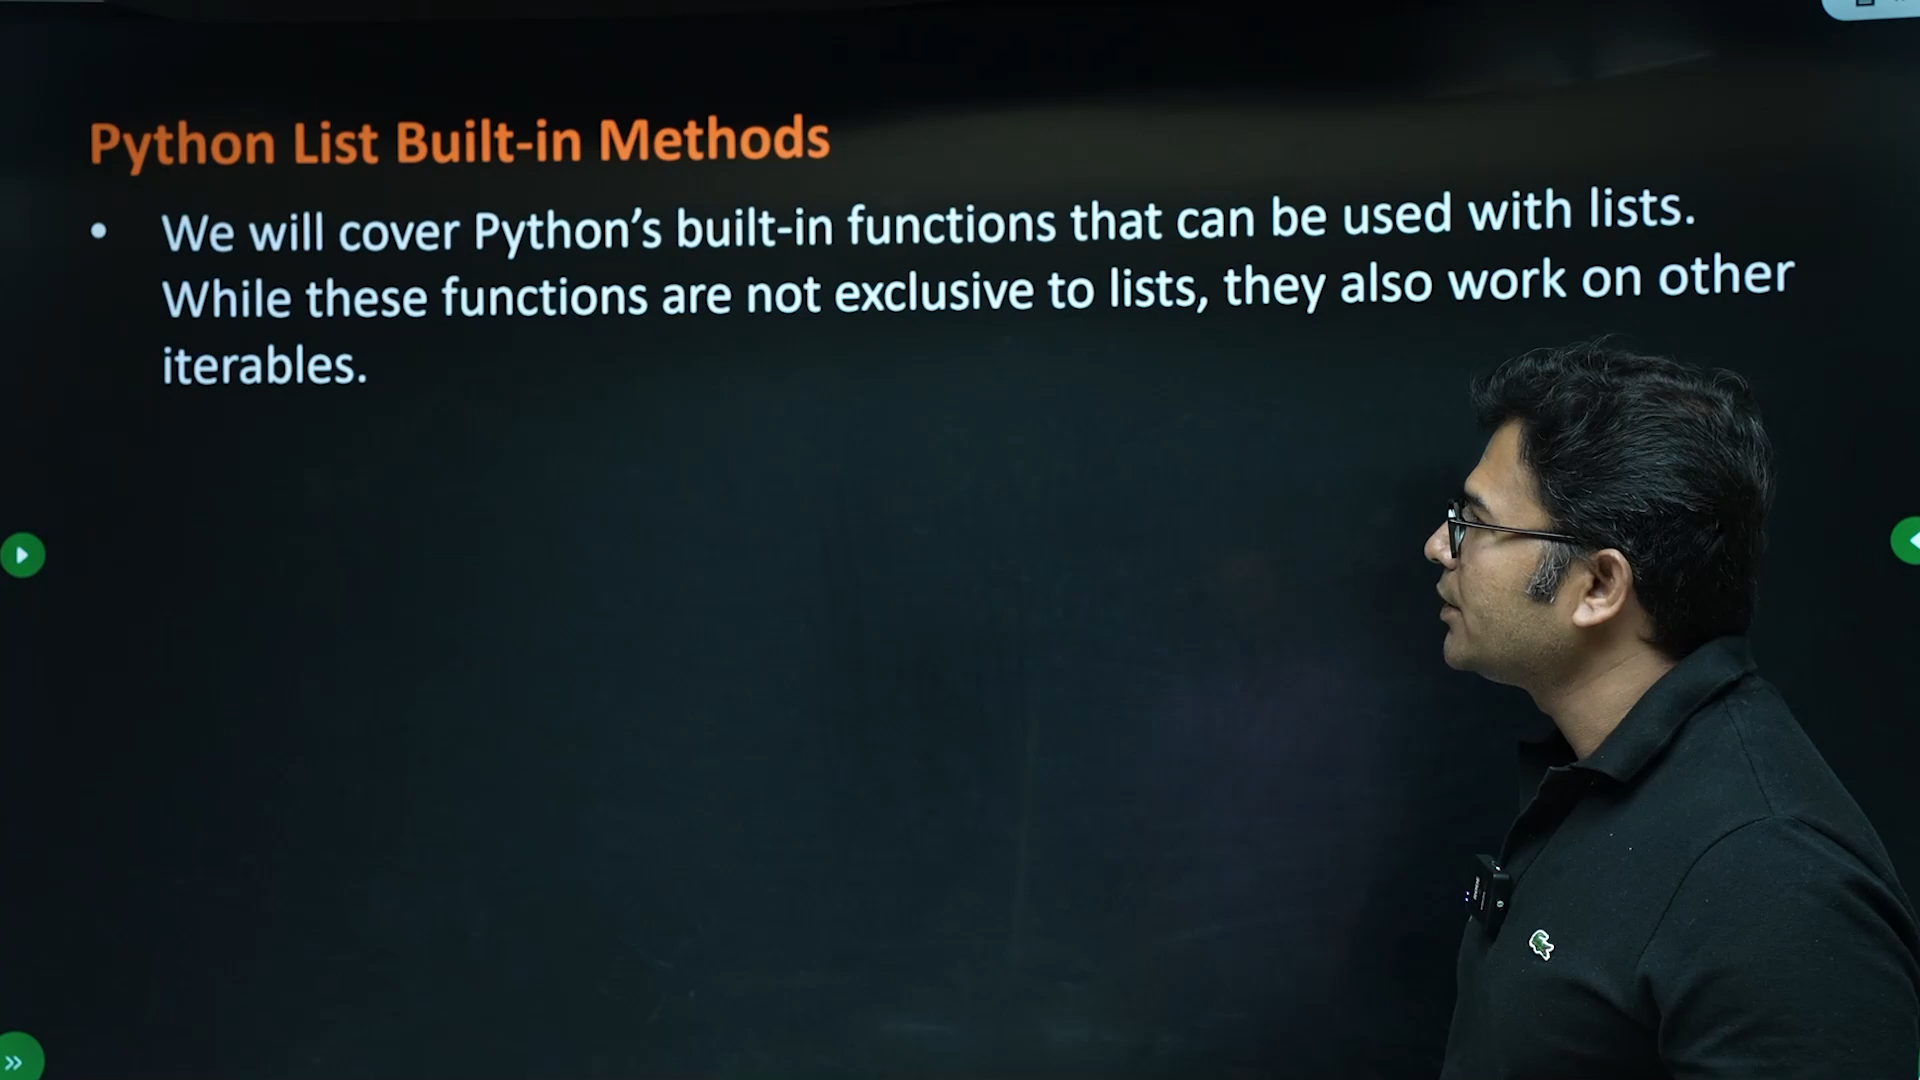 Python List Built-in Methods
• We will cover Python’s built-in functions that can be used with lists.
While these functions are not exclusive to lists, they also work on other
iterables.